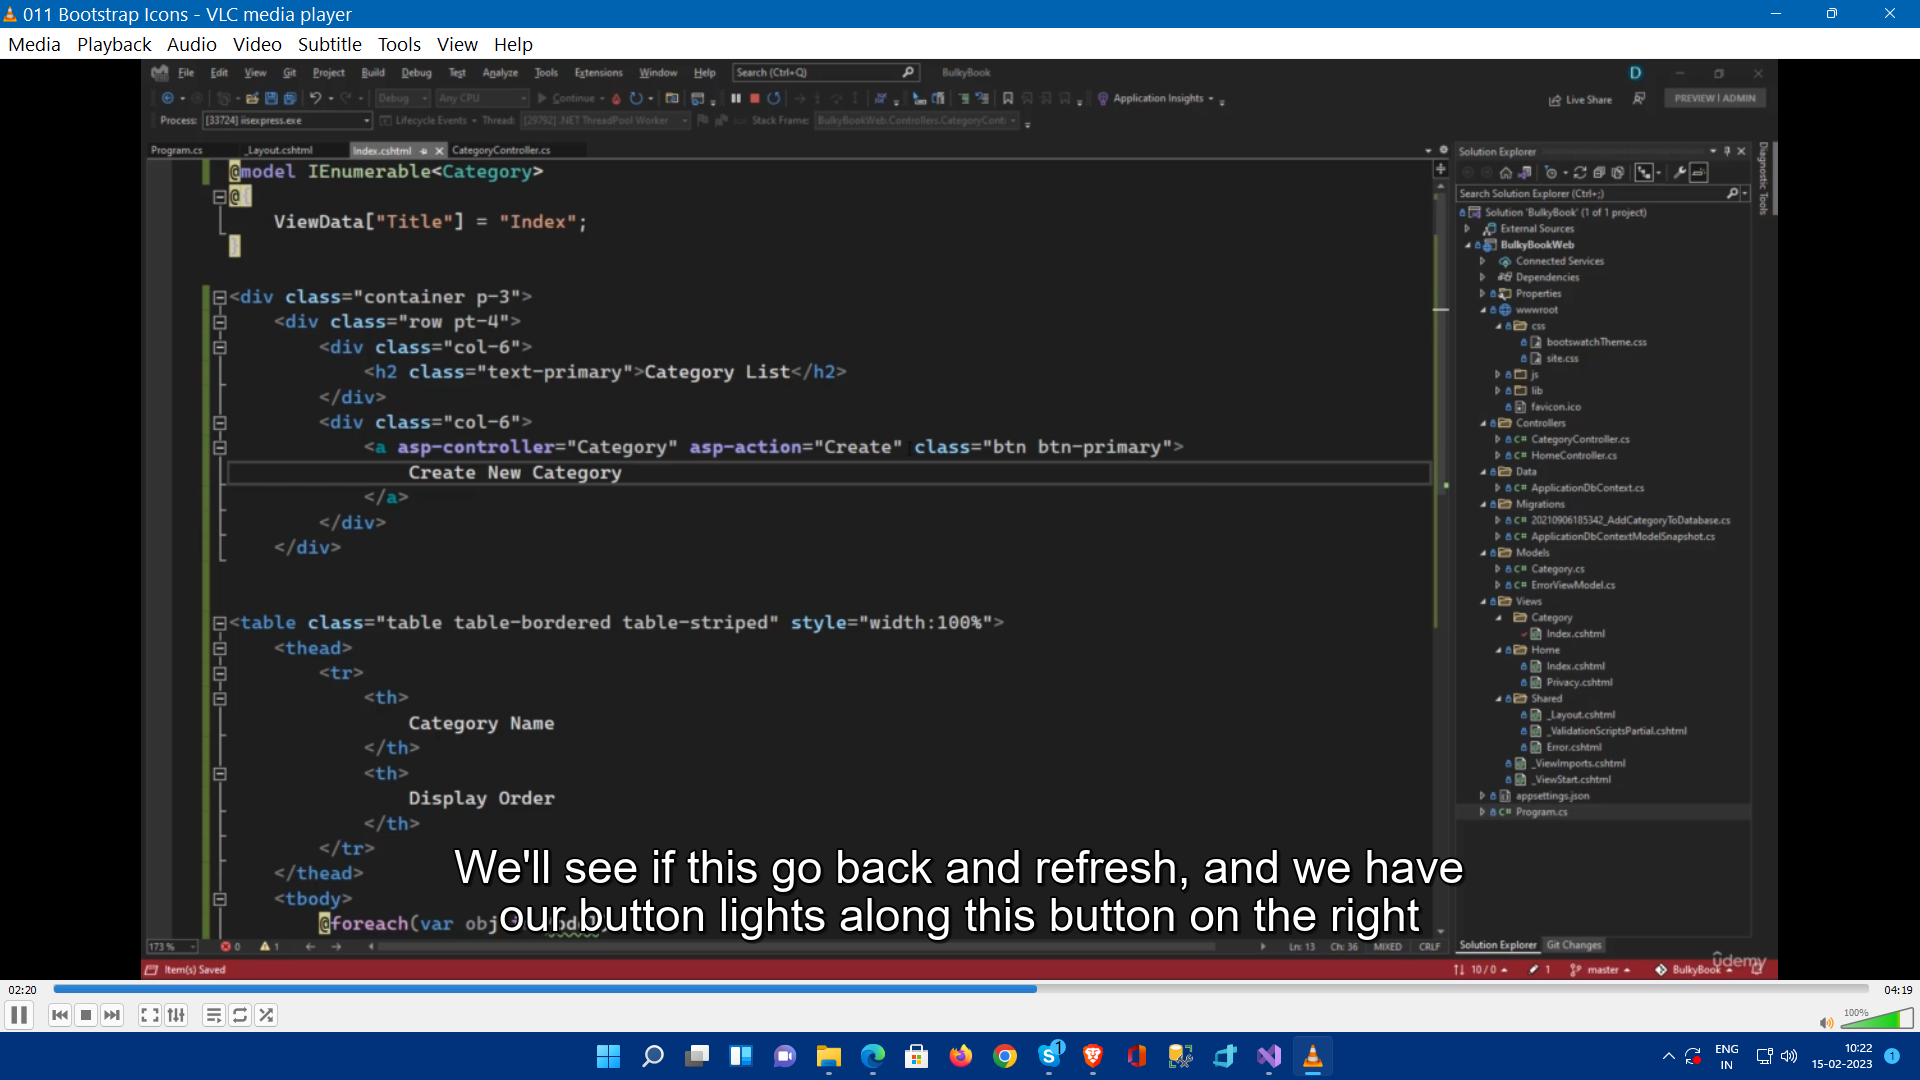 011 Bootstrap Icons - VLC media player
Media Playback Audio Video Subtitle Tools View Help
File Edit View Git Project Build Debug Test Analyze Tools Extensions Window Help Search (Ctrl+Q) BulkyBook D
Debug Any CPU Continue Application Insights Live Share PREVIEW | ADMIN
Process: [33724] iisexpress.exe Lifecycle Events Thread: [29792] .NET ThreadPool Worker Stack Frame: BulkyBookWeb.Controllers.CategoryConti
Program.cs _Layout.cshtml Index.cshtml CategoryController.cs
@model IEnumerable<Category>
@{
ViewData["Title"] = "Index";
}
<div class="container p-3">
<div class="row pt-4">
<div class="col-6">
<h2 class="text-primary">Category List</h2>
</div>
<div class="col-6">
<a asp-controller="Category" asp-action="Create" class="btn btn-primary">
Create New Category
</a>
</div>
</div>
<table class="table table-bordered table-striped" style="width:100%">
<thead>
<tr>
<th>
Category Name
</th>
<th>
Display Order
</th>
</tr>
</thead>
<tbody>
@foreach(var obj
We'll see if this go back and refresh, and we have
our button lights along this button on the right
173 % 0 1 Ln: 13 Ch: 36 MIXED CRLF
Solution Explorer
Search Solution Explorer (Ctrl+;)
Solution 'BulkyBook' (1 of 1 project)
External Sources
BulkyBookWeb
Connected Services
Dependencies
Properties
wwwroot
css
bootswatchTheme.css
site.css
js
lib
favicon.ico
Controllers
C# CategoryController.cs
C# HomeController.cs
Data
C# ApplicationDbContext.cs
Migrations
C# 20210906185342_AddCategoryToDatabase.cs
C# ApplicationDbContextModelSnapshot.cs
Models
C# Category.cs
C# ErrorViewModel.cs
Views
Category
Index.cshtml
Home
Index.cshtml
Privacy.cshtml
Shared
_Layout.cshtml
_ValidationScriptsPartial.cshtml
Error.cshtml
_ViewImports.cshtml
_ViewStart.cshtml
appsettings.json
C# Program.cs
Solution Explorer Git Changes
Diagnostic Tools
Item(s) Saved 10 / 0 1 master BulkyBook
udemy
02:20 04:19
100%
1
ENG
IN
10:22
15-02-2023
1